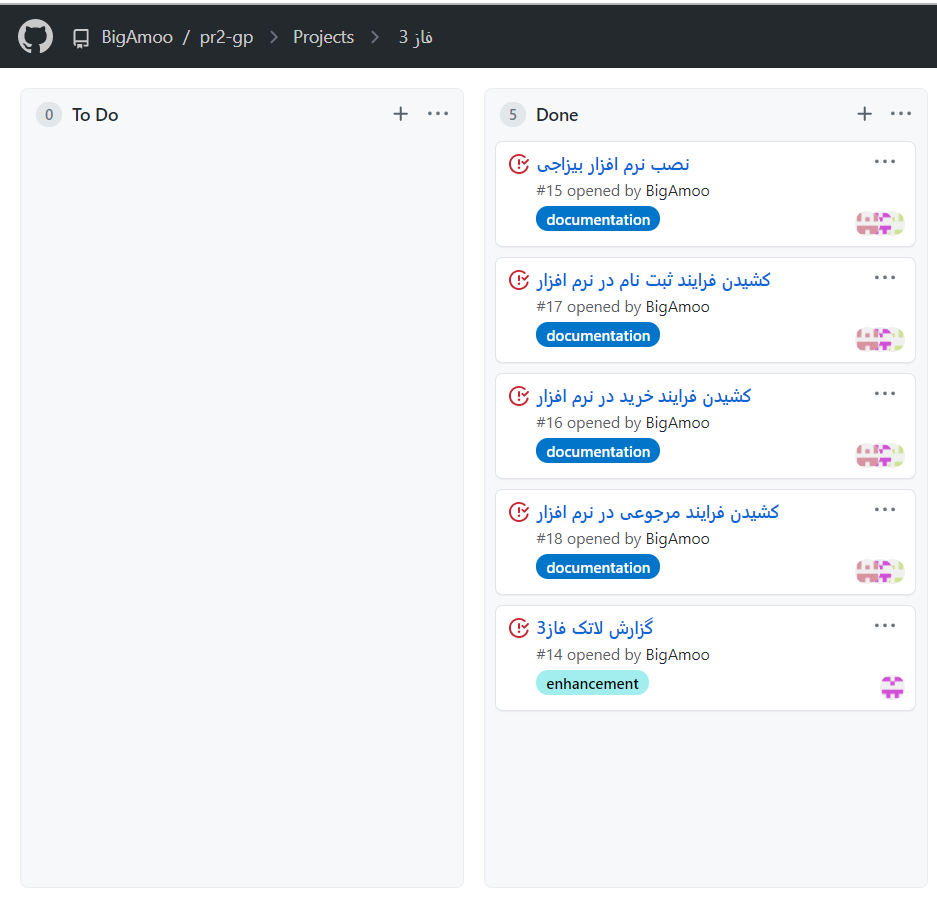 BigAmoo / pr2-gp > Projects > فاز 3
0 To Do
5 Done
نصب نرم افزار بیزاجی
#15 opened by BigAmoo
documentation
کشیدن فرایند ثبت نام در نرم افزار
#17 opened by BigAmoo
documentation
کشیدن فرایند خرید در نرم افزار
#16 opened by BigAmoo
documentation
کشیدن فرایند مرجوعی در نرم افزار
#18 opened by BigAmoo
documentation
گزارش لاتک فاز3
#14 opened by BigAmoo
enhancement